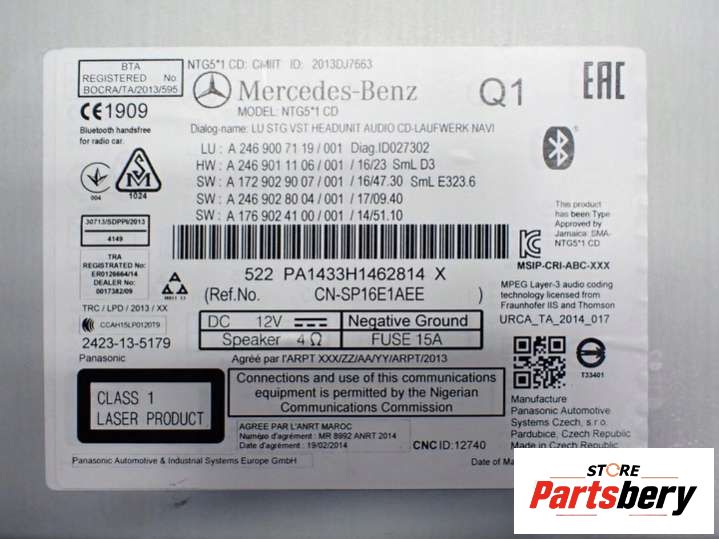 BTA
REGISTERED No:
BOCRA/TA/2013/595
NTG5*1 CD: CMIIT ID: 2013DJ7663
Mercedes-Benz
MODEL: NTG5*1 CD
Q1
EAC
CE1909
Bluetooth handsfree
for radio car.
Dialog-name: LU STG VST HEADUNIT AUDIO CD-LAUFWERK NAVI
LU : A 246 900 71 19 / 001 Diag.ID027302
HW : A 246 901 11 06 / 001 / 16/23 SmL D3
SW : A 172 902 90 07 / 001 / 16/47.30 SmL E323.6
SW : A 246 902 80 04 / 001 / 17/09.40
SW : A 176 902 41 00 / 001 / 14/51.10
004
1024
30713/SDPPI/2013
4149
TRA
REGISTERED No:
ER0126664/14
DEALER No:
0017382/09
This product
has been Type
Approved by
Jamaica: SMA-
NTG5*1 CD
MSIP-CRI-ABC-XXX
522 PA1433H1462814 X
(Ref.No. CN-SP16E1AEE )
MPEG Layer-3 audio coding
technology licensed from
Fraunhofer IIS and Thomson
URCA_TA_2014_017
TRC / LPD / 2013 / XX
CCAH15LP0120T9
2423-13-5179
Panasonic
DC 12V Negative Ground
Speaker 4Ω FUSE 15A
Agréé par l'ARPT XXX/ZZ/AA/YY/ARPT/2013
T33401
CLASS 1
LASER PRODUCT
Connections and use of this communications
equipment is permitted by the Nigerian
Communications Commission
Manufacture
Panasonic Automotive
Systems Czech, s.r.o.
Pardubice, Czech Republic
Made in Czech Republic
AGREE PAR L'ANRT MAROC
Numéro d'agrément : MR 8992 ANRT 2014
Date d'agrément : 19/02/2014
CNC ID:12740
Panasonic Automotive & Industrial Systems Europe GmbH
Date of
STORE
Partsbery